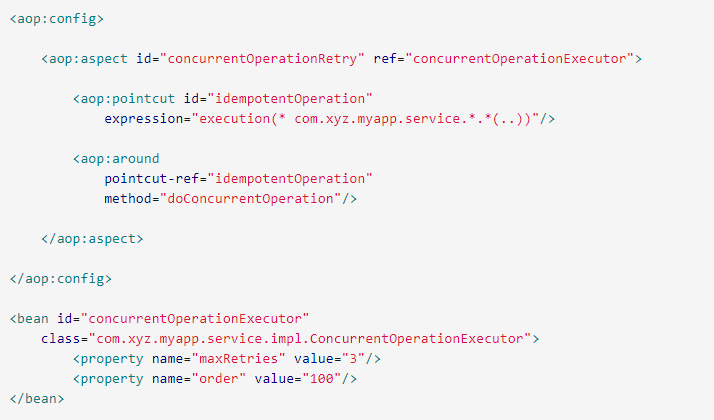 <aop:config>
<aop:aspect id="concurrentOperationRetry" ref="concurrentOperationExecutor">
<aop:pointcut id="idempotentOperation"
expression="execution(* com.xyz.myapp.service.*.*(..))"/>
<aop:around
pointcut-ref="idempotentOperation"
method="doConcurrentOperation"/>
</aop:aspect>
</aop:config>
<bean id="concurrentOperationExecutor"
class="com.xyz.myapp.service.impl.ConcurrentOperationExecutor">
<property name="maxRetries" value="3"/>
<property name="order" value="100"/>
</bean>